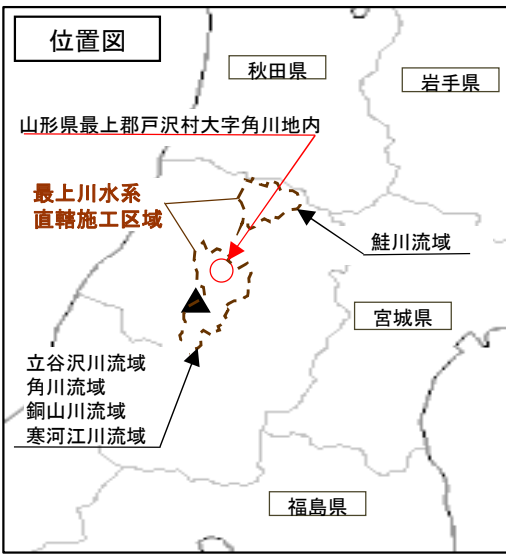 位置図
秋田県
岩手県
山形県最上郡戸沢村大字角川地内
最上川水系
直轄施工区域
鮭川流域
宮城県
立谷沢川流域
角川流域
銅山川流域
寒河江川流域
福島県